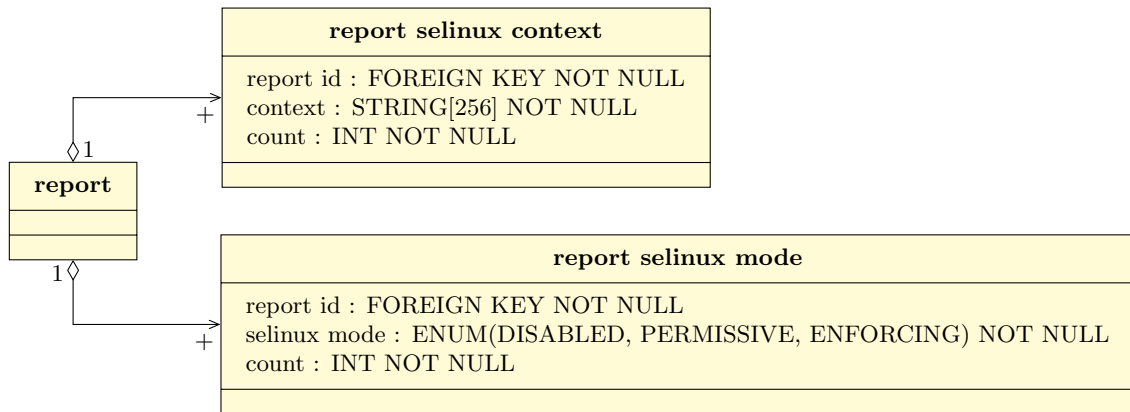 report selinux context
report id : FOREIGN KEY NOT NULL
context : STRING[256] NOT NULL
count : INT NOT NULL
+
1
report
1
report selinux mode
report id : FOREIGN KEY NOT NULL
selinux mode : ENUM(DISABLED, PERMISSIVE, ENFORCING) NOT NULL
count : INT NOT NULL
+